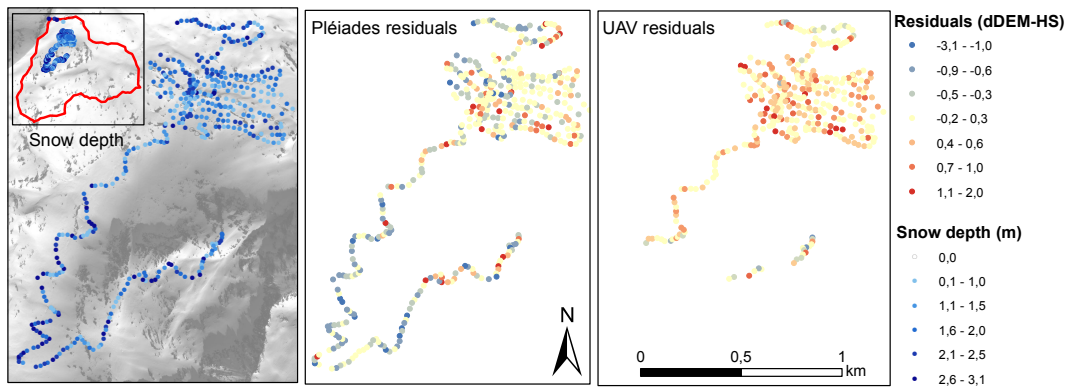 Snow depth
Pléiades residuals
N
UAV residuals
0 0,5 1
km
Residuals (dDEM-HS)
-3,1 - -1,0
-0,9 - -0,6
-0,5 - -0,3
-0,2 - 0,3
0,4 - 0,6
0,7 - 1,0
1,1 - 2,0
Snow depth (m)
0,0
0,1 - 1,0
1,1 - 1,5
1,6 - 2,0
2,1 - 2,5
2,6 - 3,1